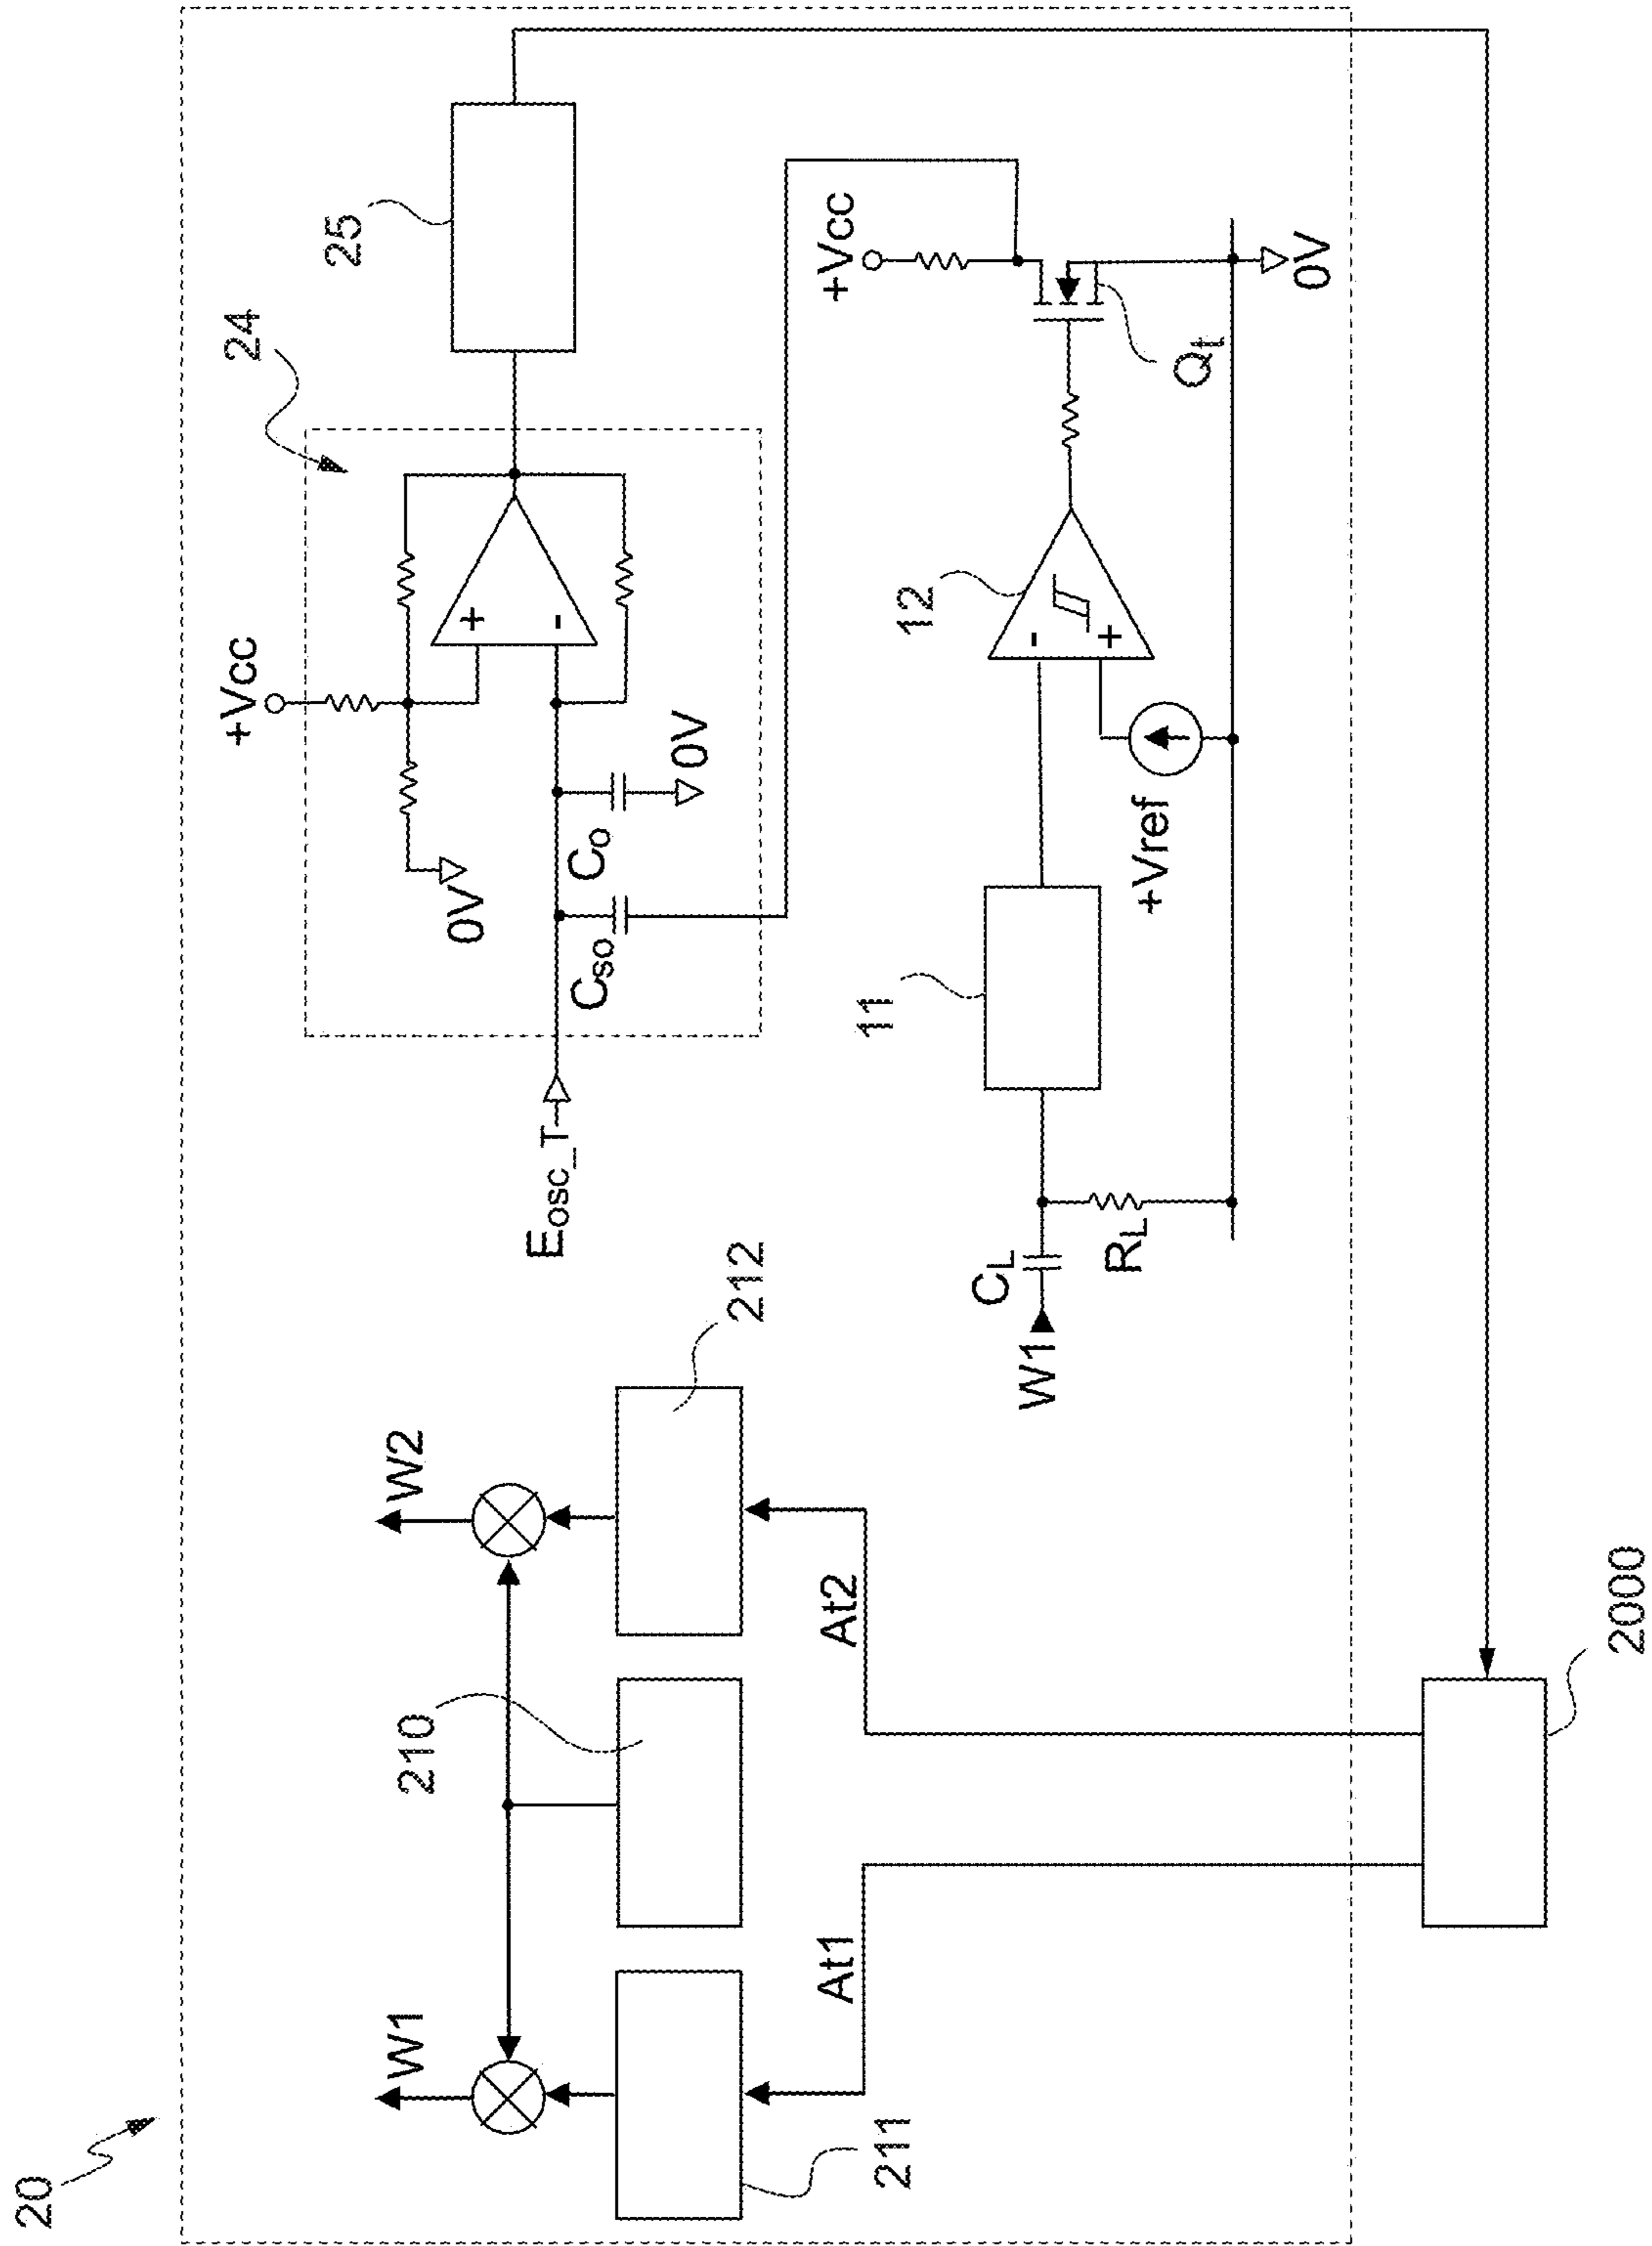 20
W1
W2
210
211
212
At1
At2
2000
+Vcc
0V
24
25
E_osc_T
C_so
C_o
0V
W1
C_L
R_L
11
12
-
+
+
-
+Vref
+Vcc
Q_t
0V